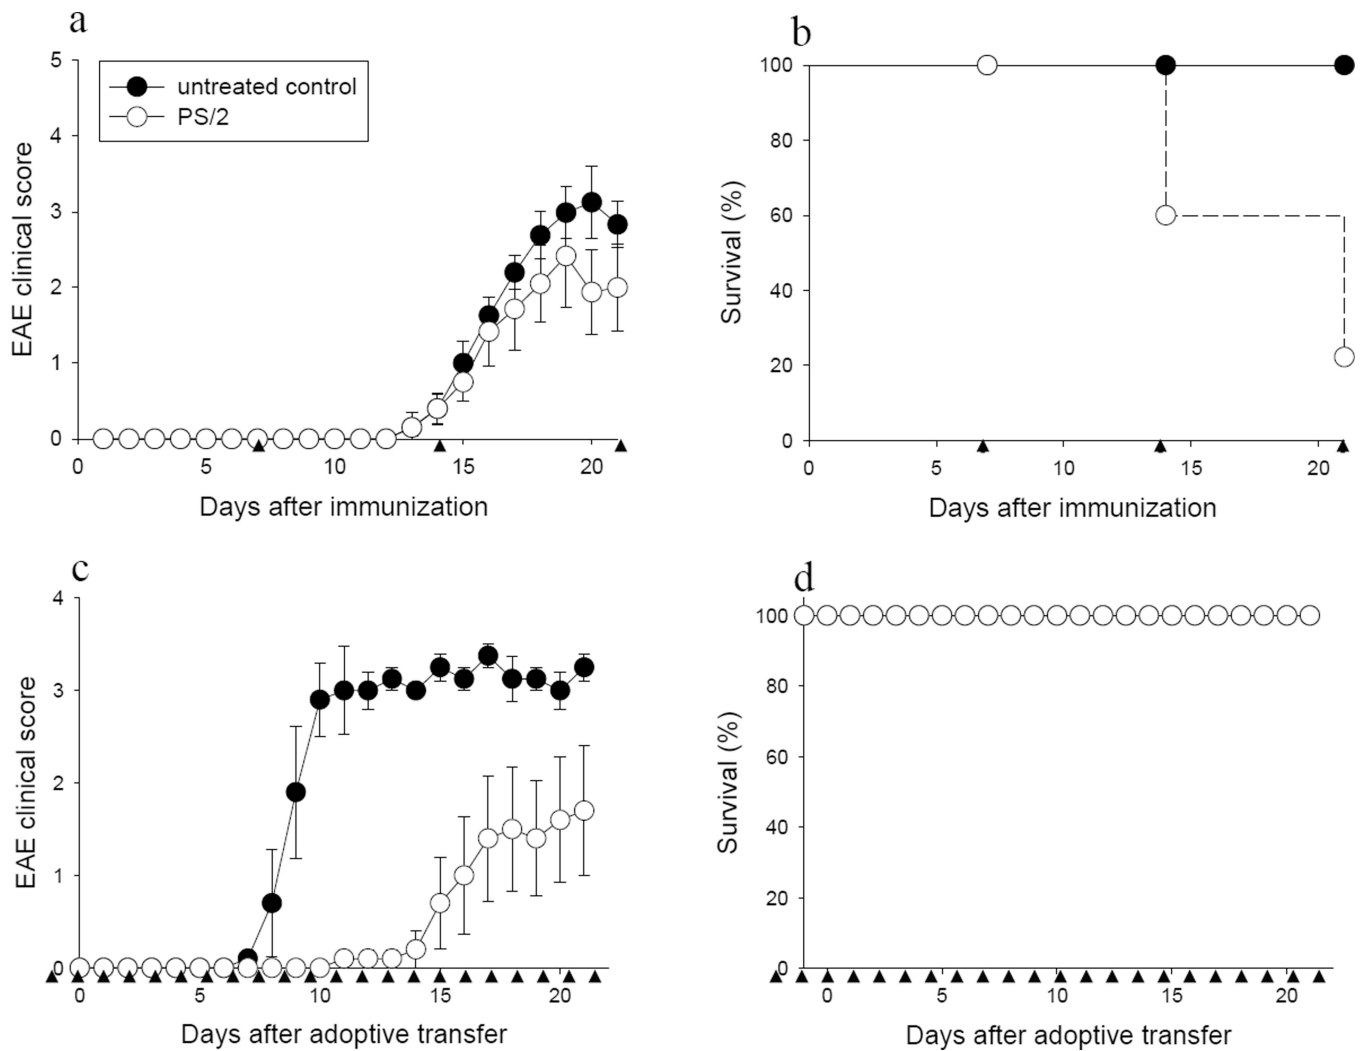 a
5
4
3
2
1
0
EAE clinical score
untreated control
PS/2
0 5 10 15 20
Days after immunization
b
100
80
60
40
20
0
Survival (%)
0 5 10 15 20
Days after immunization
c
4
3
2
1
0
EAE clinical score
0 5 10 15 20
Days after adoptive transfer
d
100
80
60
40
20
0
Survival (%)
0 5 10 15 20
Days after adoptive transfer